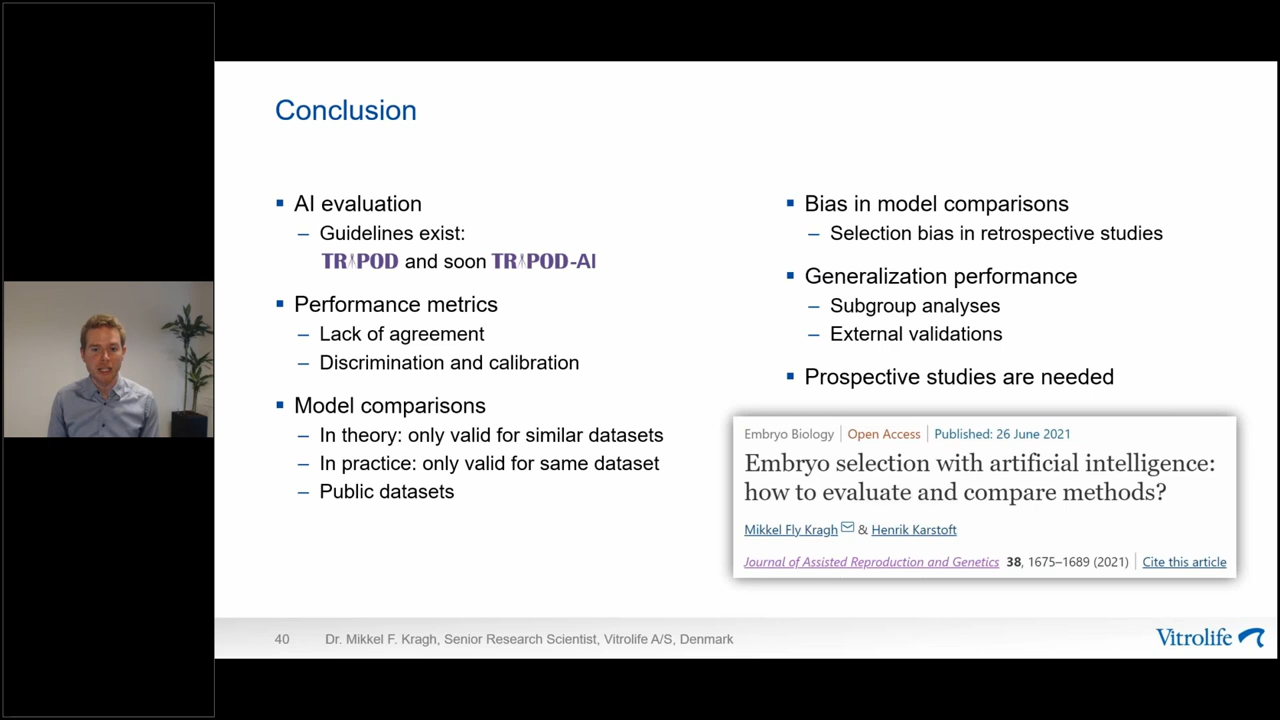 Conclusion
AI evaluation
– Guidelines exist:
TRIPOD and soon TRIPOD-AI
Performance metrics
– Lack of agreement
– Discrimination and calibration
Model comparisons
– In theory: only valid for similar datasets
– In practice: only valid for same dataset
– Public datasets
Bias in model comparisons
– Selection bias in retrospective studies
Generalization performance
– Subgroup analyses
– External validations
Prospective studies are needed
Embryo Biology | Open Access | Published: 26 June 2021
Embryo selection with artificial intelligence:
how to evaluate and compare methods?
Mikkel Fly Kragh & Henrik Karstoft
Journal of Assisted Reproduction and Genetics 38, 1675–1689 (2021) | Cite this article
40 Dr. Mikkel F. Kragh, Senior Research Scientist, Vitrolife A/S, Denmark
Vitrolife